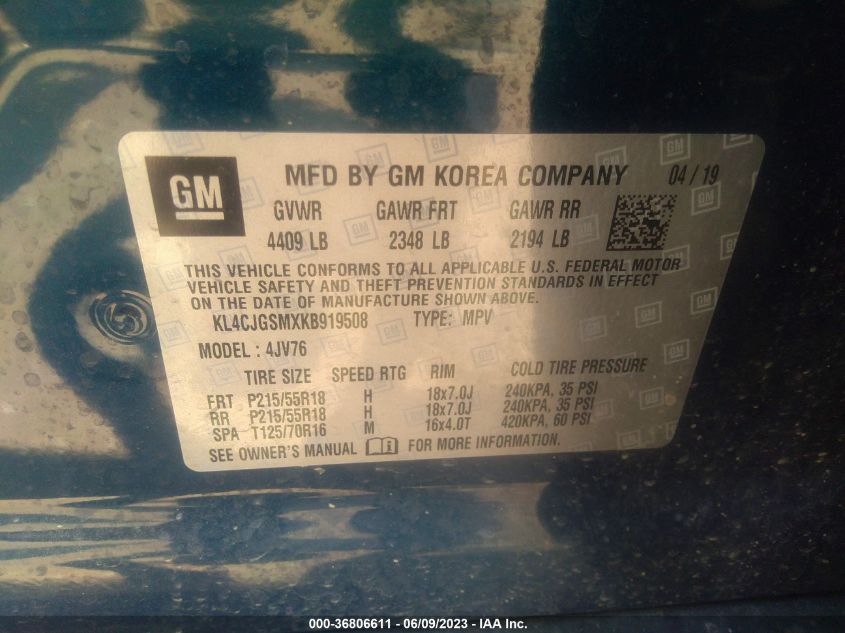 GM MFD BY GM KOREA COMPANY 04 / 19
GVWR GAWR FRT GAWR RR
4409 LB 2348 LB 2194 LB
THIS VEHICLE CONFORMS TO ALL APPLICABLE U.S. FEDERAL MOTOR
VEHICLE SAFETY AND THEFT PREVENTION STANDARDS IN EFFECT
ON THE DATE OF MANUFACTURE SHOWN ABOVE.
KL4CJGSMXKB919508 TYPE: MPV
MODEL : 4JV76
TIRE SIZE SPEED RTG RIM COLD TIRE PRESSURE
FRT P215/55R18 H 18x7.0J 240KPA, 35 PSI
RR P215/55R18 H 18x7.0J 240KPA, 35 PSI
SPA T125/70R16 M 16x4.0T 420KPA, 60 PSI
SEE OWNER'S MANUAL FOR MORE INFORMATION.
000-36806611 - 06/09/2023 - IAA Inc.